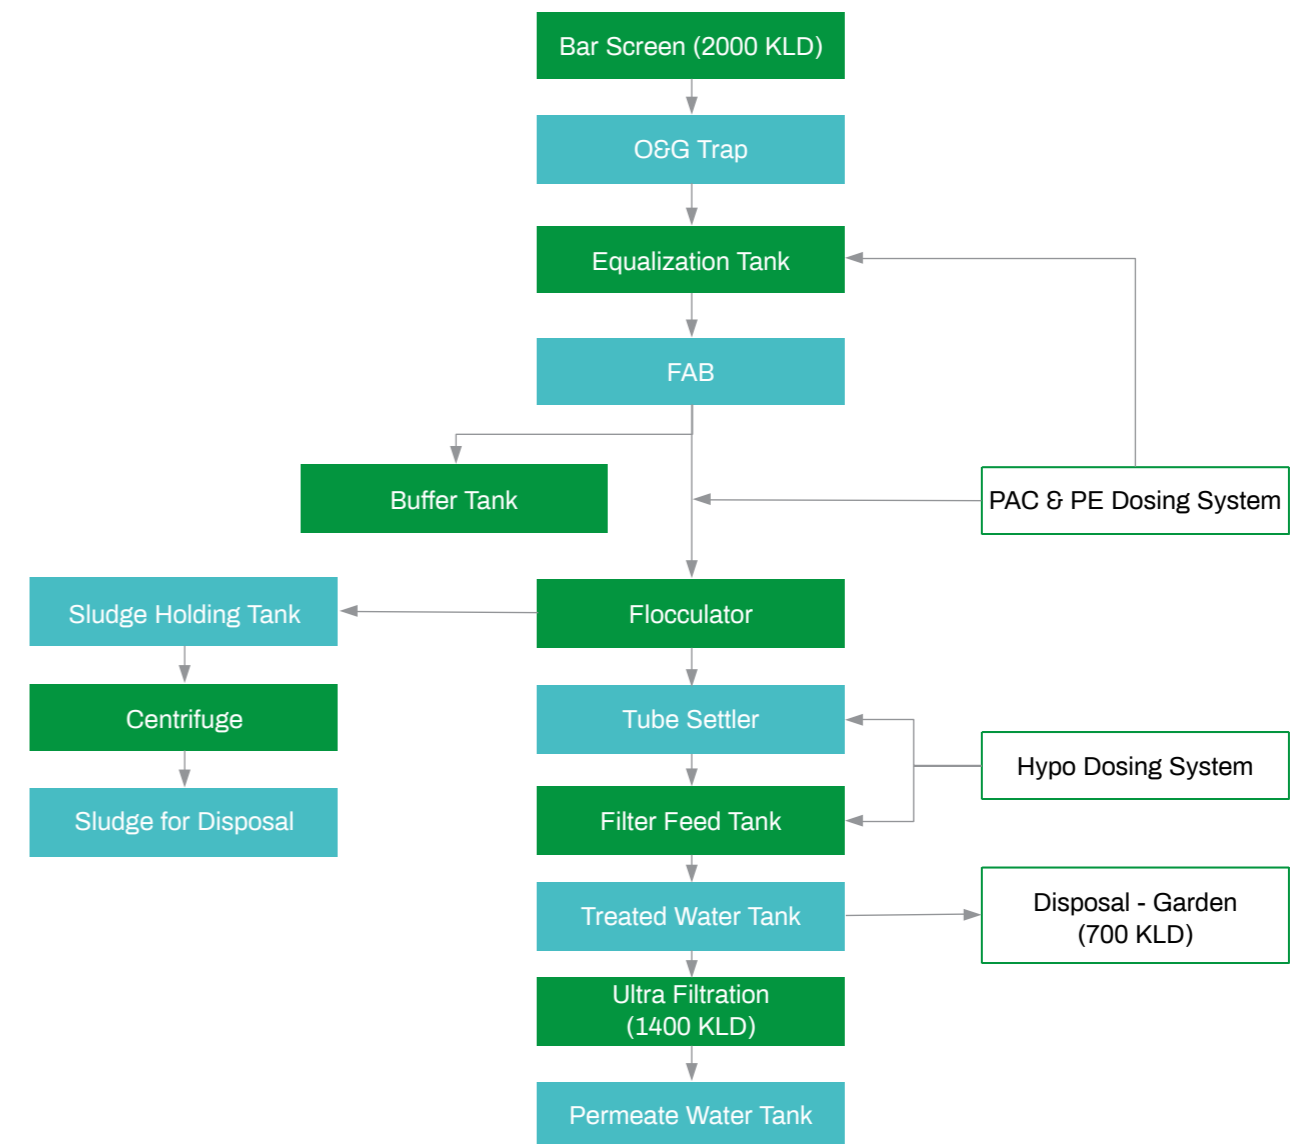 Bar Screen (2000 KLD)
O&G Trap
Equalization Tank
FAB
Buffer Tank
PAC & PE Dosing System
Sludge Holding Tank
Flocculator
Centrifuge
Tube Settler
Hypo Dosing System
Sludge for Disposal
Filter Feed Tank
Treated Water Tank
Disposal - Garden
(700 KLD)
Ultra Filtration
(1400 KLD)
Permeate Water Tank